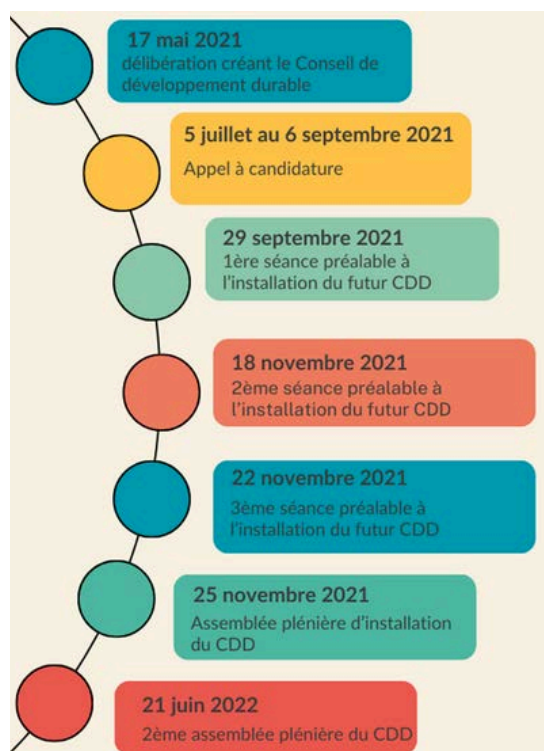 17 mai 2021
délibération créant le Conseil de
développement durable
5 juillet au 6 septembre 2021
Appel à candidature
29 septembre 2021
1ère séance préalable à
l'installation du futur CDD
18 novembre 2021
2ème séance préalable à
l'installation du futur CDD
22 novembre 2021
3ème séance préalable à
l'installation du futur CDD
25 novembre 2021
Assemblée plénière d'installation
du CDD
21 juin 2022
2ème assemblée plénière du CDD